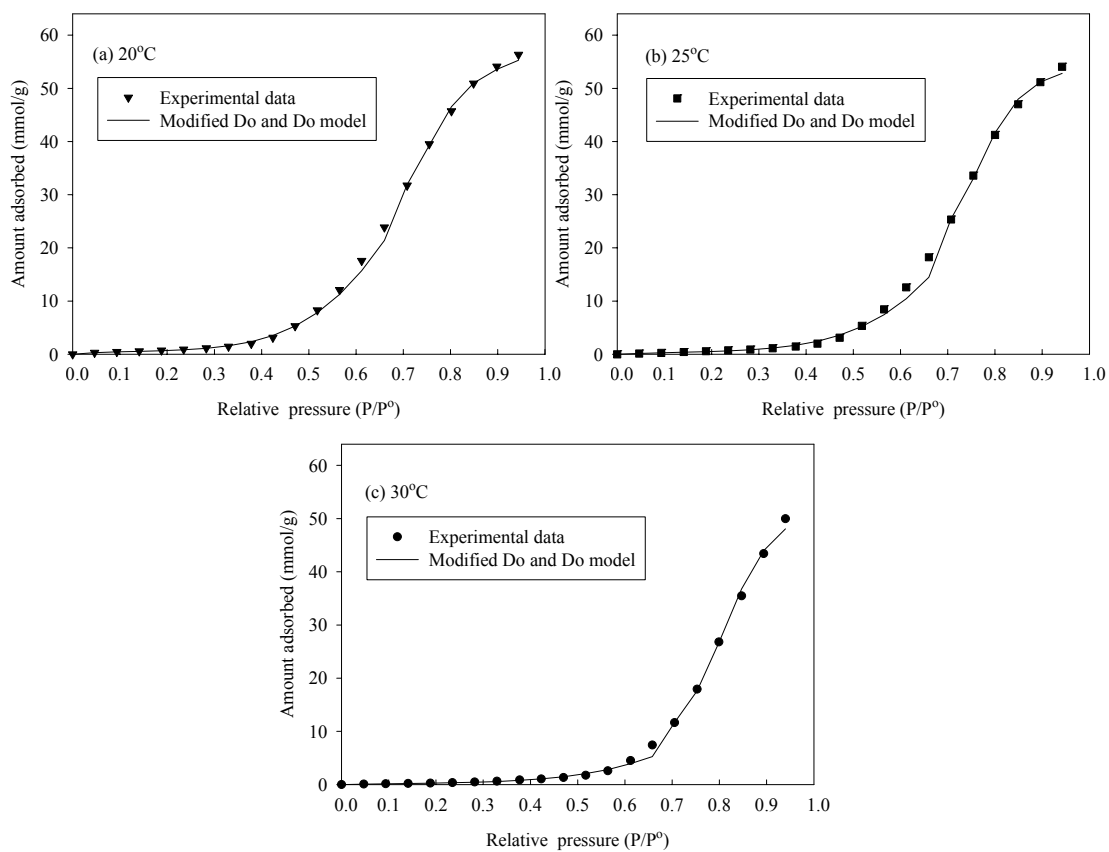 (a) 20°C
Experimental data
Modified Do and Do model
Amount adsorbed (mmol/g)
60
50
40
30
20
10
0
0.0 0.1 0.2 0.3 0.4 0.5 0.6 0.7 0.8 0.9 1.0
Relative pressure (P/P°)
(b) 25°C
Experimental data
Modified Do and Do model
Amount adsorbed (mmol/g)
60
50
40
30
20
10
0
0.0 0.1 0.2 0.3 0.4 0.5 0.6 0.7 0.8 0.9 1.0
Relative pressure (P/P°)
(c) 30°C
Experimental data
Modified Do and Do model
Amount adsorbed (mmol/g)
60
50
40
30
20
10
0
0.0 0.1 0.2 0.3 0.4 0.5 0.6 0.7 0.8 0.9 1.0
Relative pressure (P/P°)